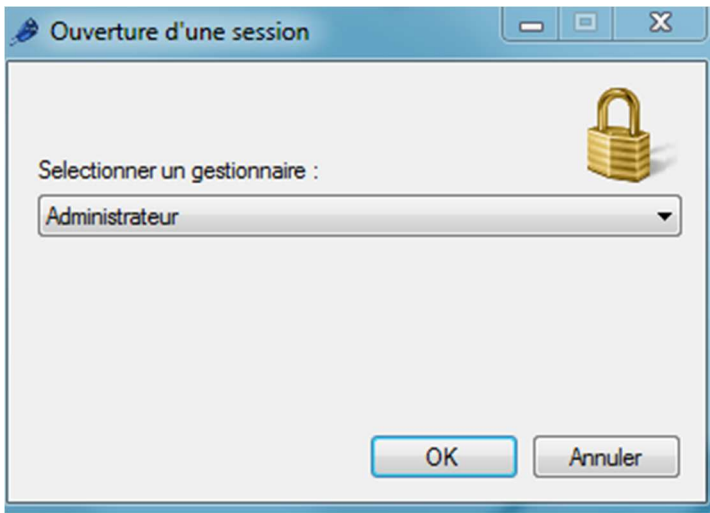 Ouverture d'une session
Selectionner un gestionnaire :
Administrateur
OK
Annuler